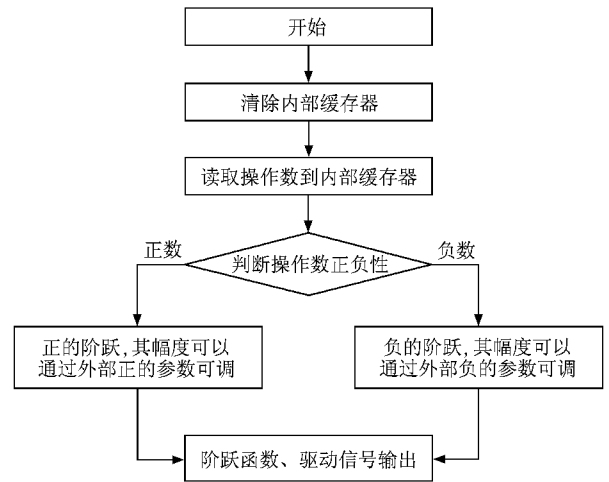 开始
清除内部缓存器
读取操作数到内部缓存器
判断操作数正负性
正数
负数
正的阶跃,其幅度可以
通过外部正的参数可调
负的阶跃,其幅度可以
通过外部负的参数可调
阶跃函数、驱动信号输出